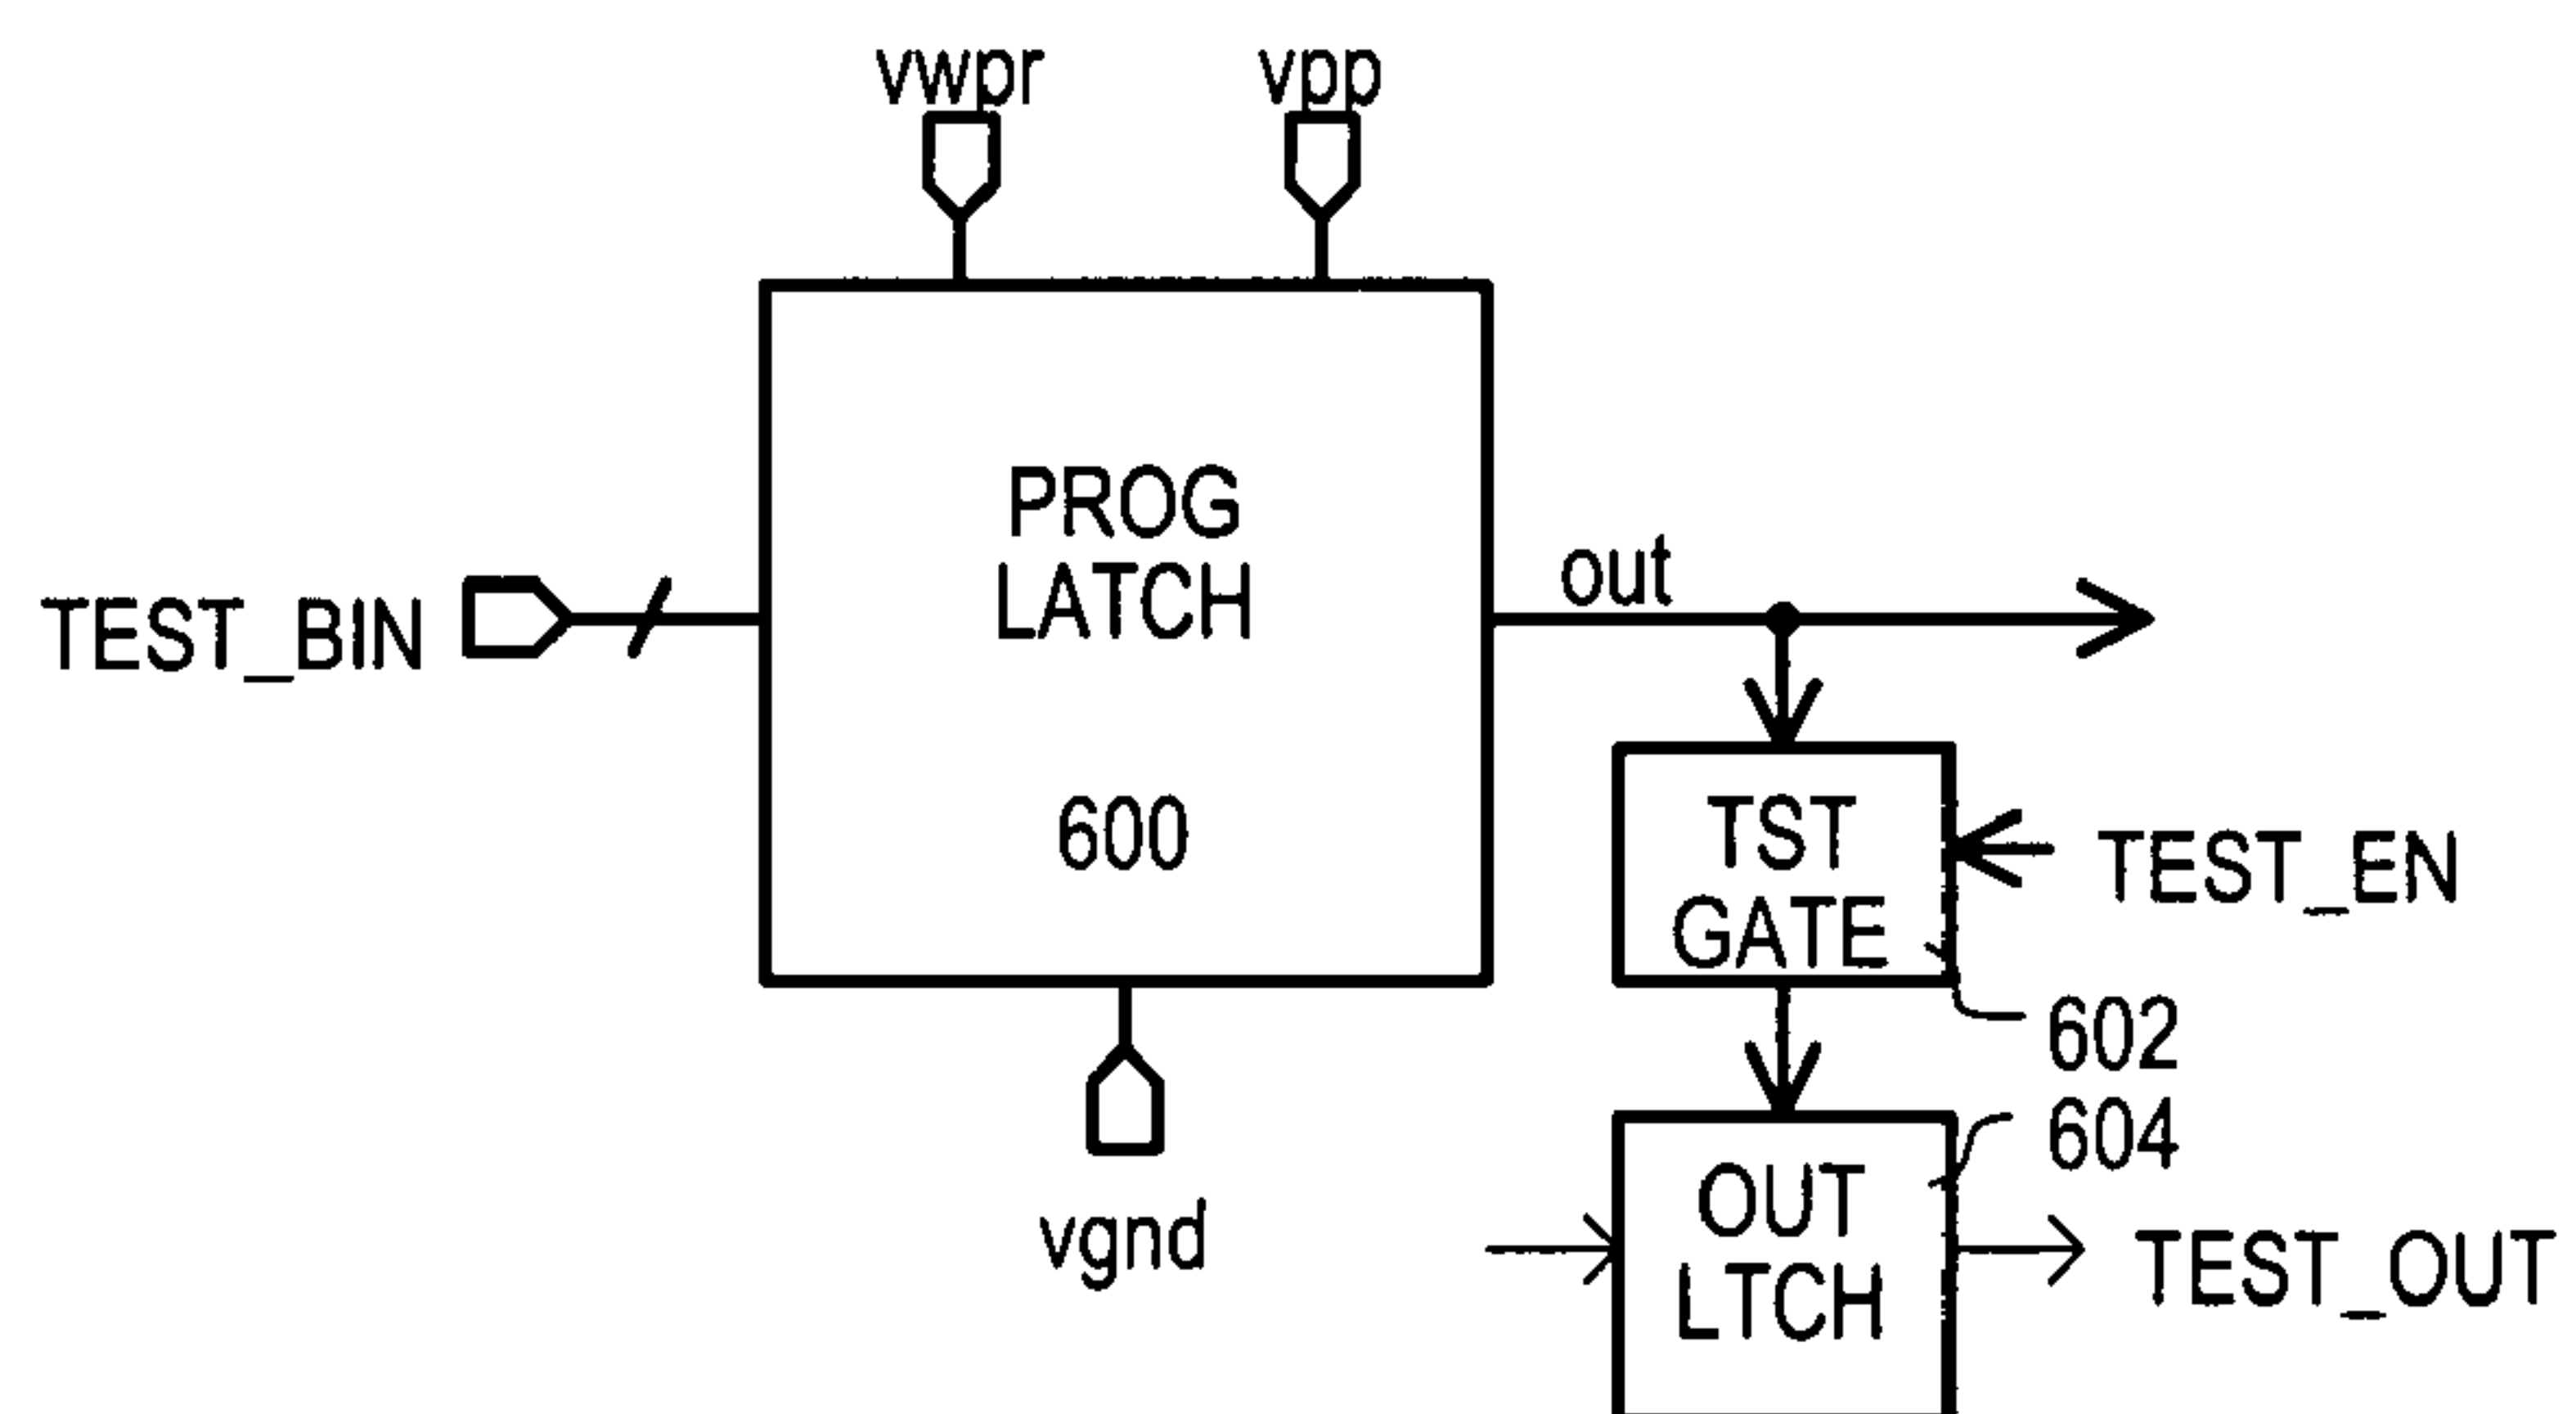 vwpr
vpp
PROG
LATCH
600
TEST_BIN
out
TST
GATE
TEST_EN
602
604
OUT
LTCH
TEST_OUT
vgnd